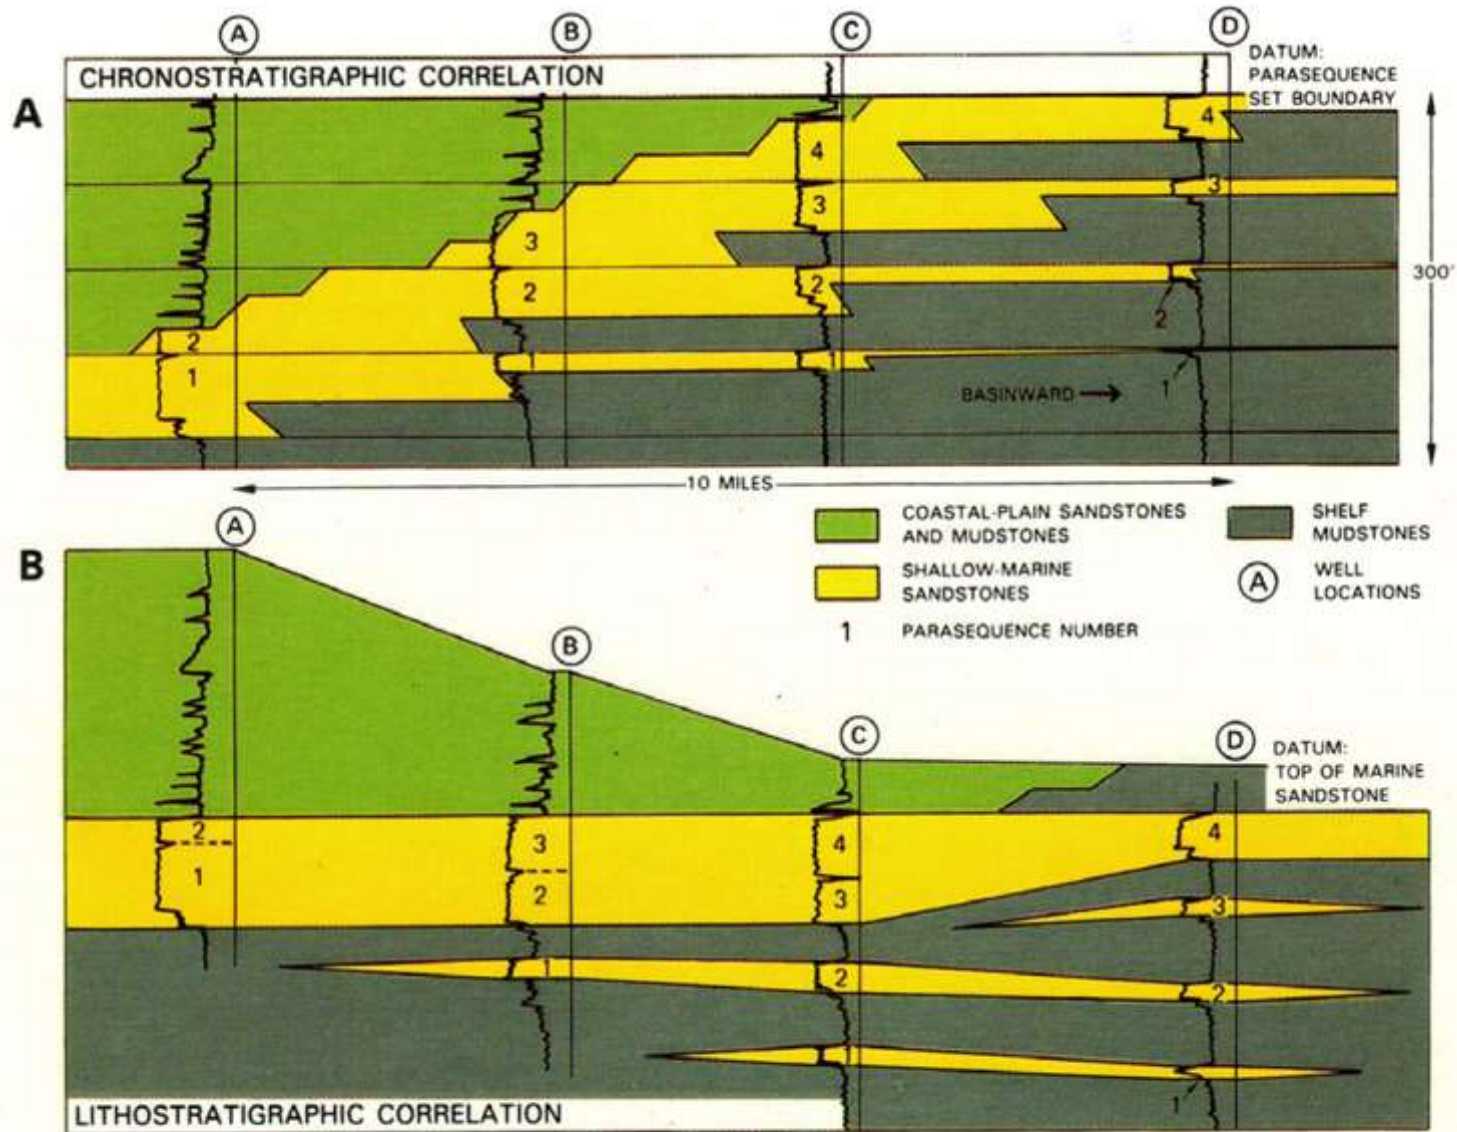 A B C D
CHRONOSTRATIGRAPHIC CORRELATION
DATUM:
PARASEQUENCE
SET BOUNDARY
A
4
4
3
3
3
2
2
2
2
1
1
1
1
BASINWARD
300'
10 MILES
COASTAL-PLAIN SANDSTONES
AND MUDSTONES
SHALLOW-MARINE
SANDSTONES
1 PARASEQUENCE NUMBER
SHELF
MUDSTONES
A WELL
LOCATIONS
B
A
B
C
D
DATUM:
TOP OF MARINE
SANDSTONE
2
1
3
2
1
4
3
2
1
4
3
2
1
LITHOSTRATIGRAPHIC CORRELATION